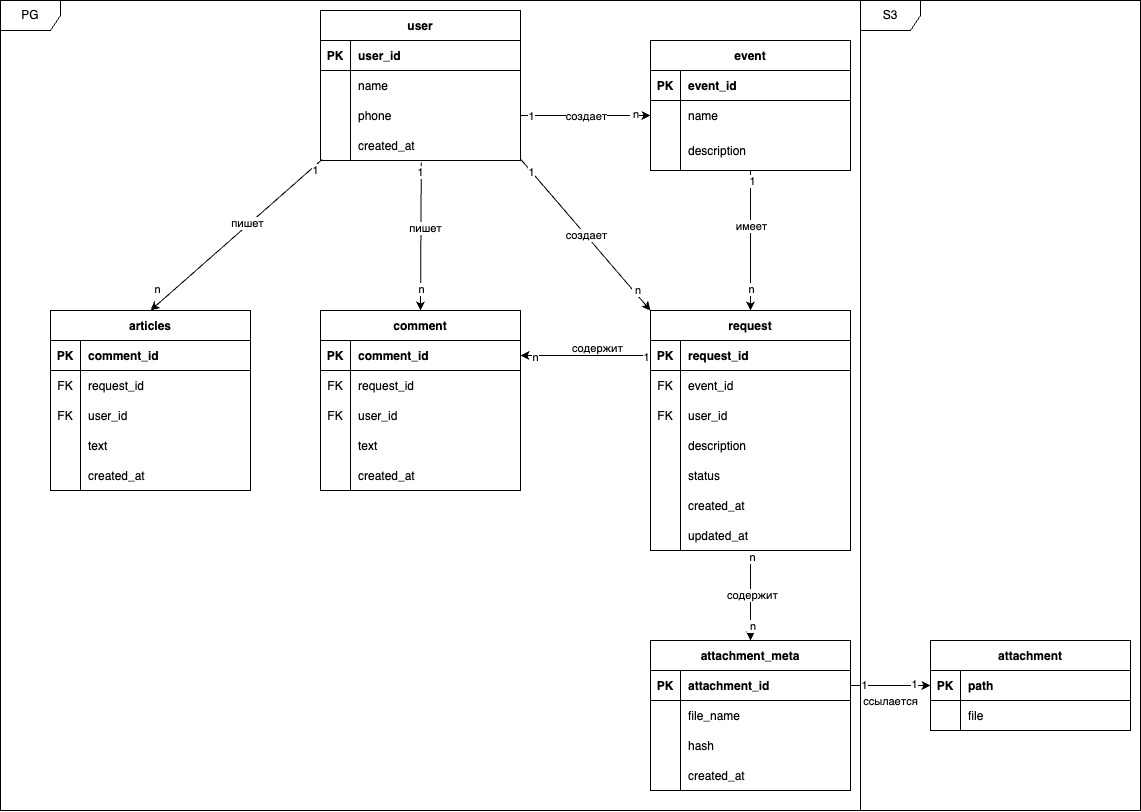 PG
S3
user
PK user_id
name
phone
created_at
event
PK event_id
name
description
1 создает n
1
1
1
1
пишет
пишет
создает
имеет
n
n
n
n
articles
PK comment_id
FK request_id
FK user_id
text
created_at
comment
PK comment_id
FK request_id
FK user_id
text
created_at
n содержит 1
request
PK request_id
FK event_id
FK user_id
description
status
created_at
updated_at
n
содержит
n
attachment_meta
PK attachment_id
file_name
hash
created_at
1 1
ссылается
attachment
PK path
file